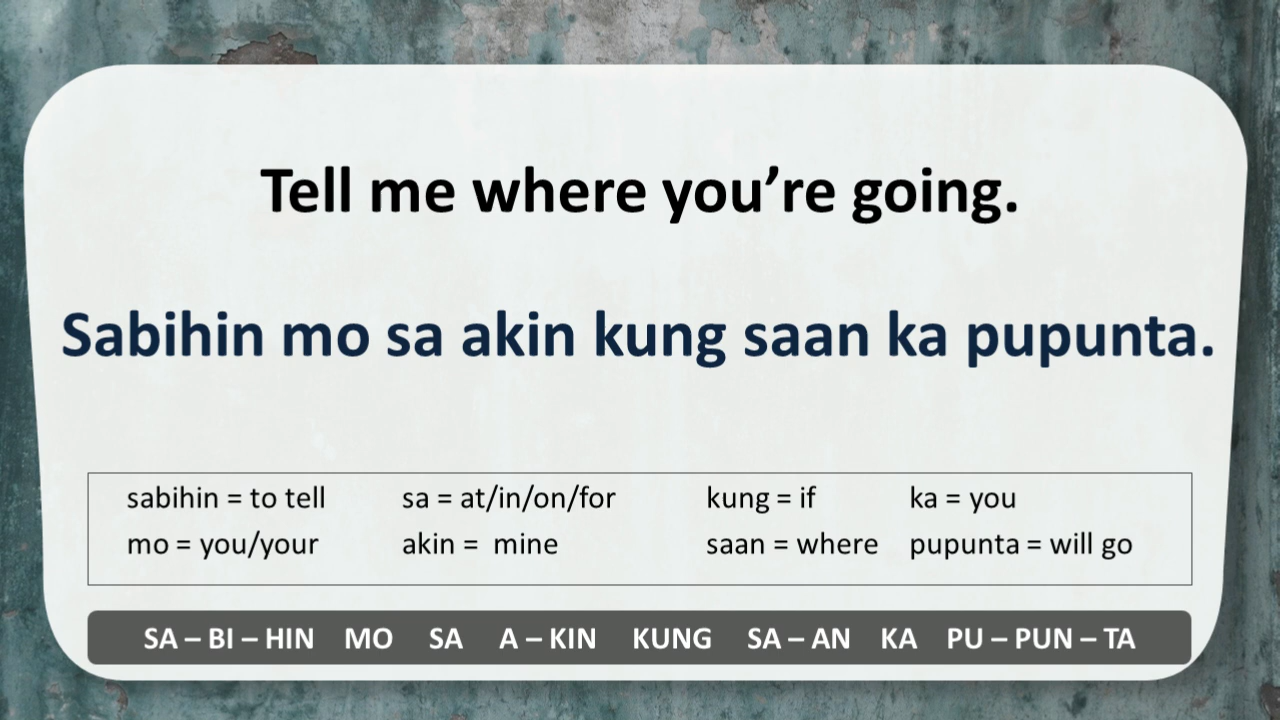 Tell me where you’re going.
Sabihin mo sa akin kung saan ka pupunta.
sabihin = to tell sa = at/in/on/for kung = if ka = you
mo = you/your akin = mine saan = where pupunta = will go
SA – BI – HIN MO SA A – KIN KUNG SA – AN KA PU – PUN – TA